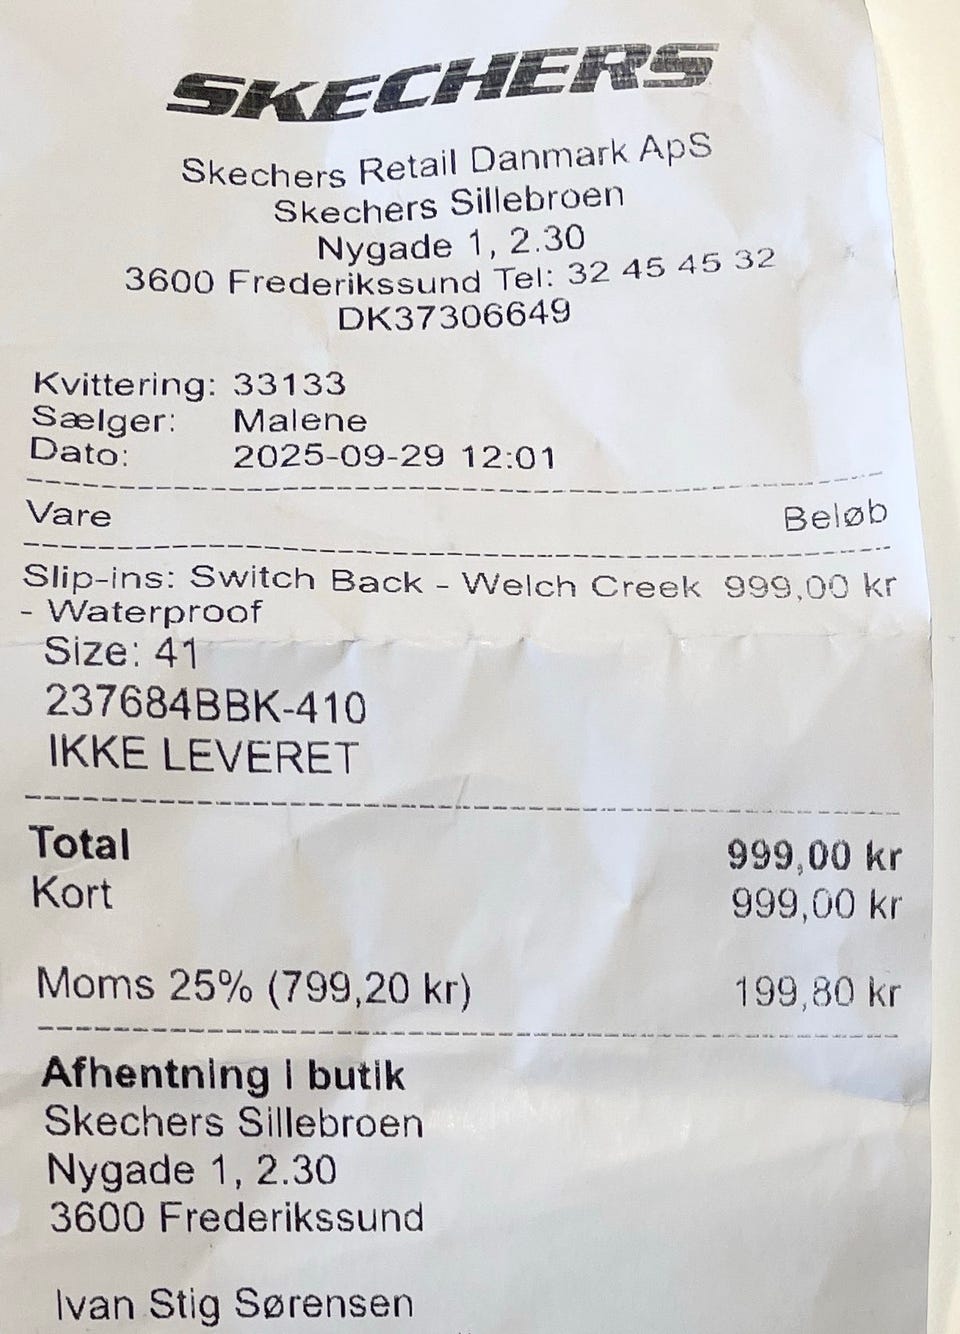 SKECHERS
Skechers Retail Danmark ApS
Skechers Sillebroen
Nygade 1, 2.30
3600 Frederikssund Tel: 32 45 45 32
DK37306649
Kvittering: 33133
Sælger: Malene
Dato: 2025-09-29 12:01
Vare Beløb
Slip-ins: Switch Back - Welch Creek 999,00 kr
- Waterproof
Size: 41
237684BBK-410
IKKE LEVERET
Total 999,00 kr
Kort 999,00 kr
Moms 25% (799,20 kr) 199,80 kr
Afhentning i butik
Skechers Sillebroen
Nygade 1, 2.30
3600 Frederikssund
Ivan Stig Sørensen